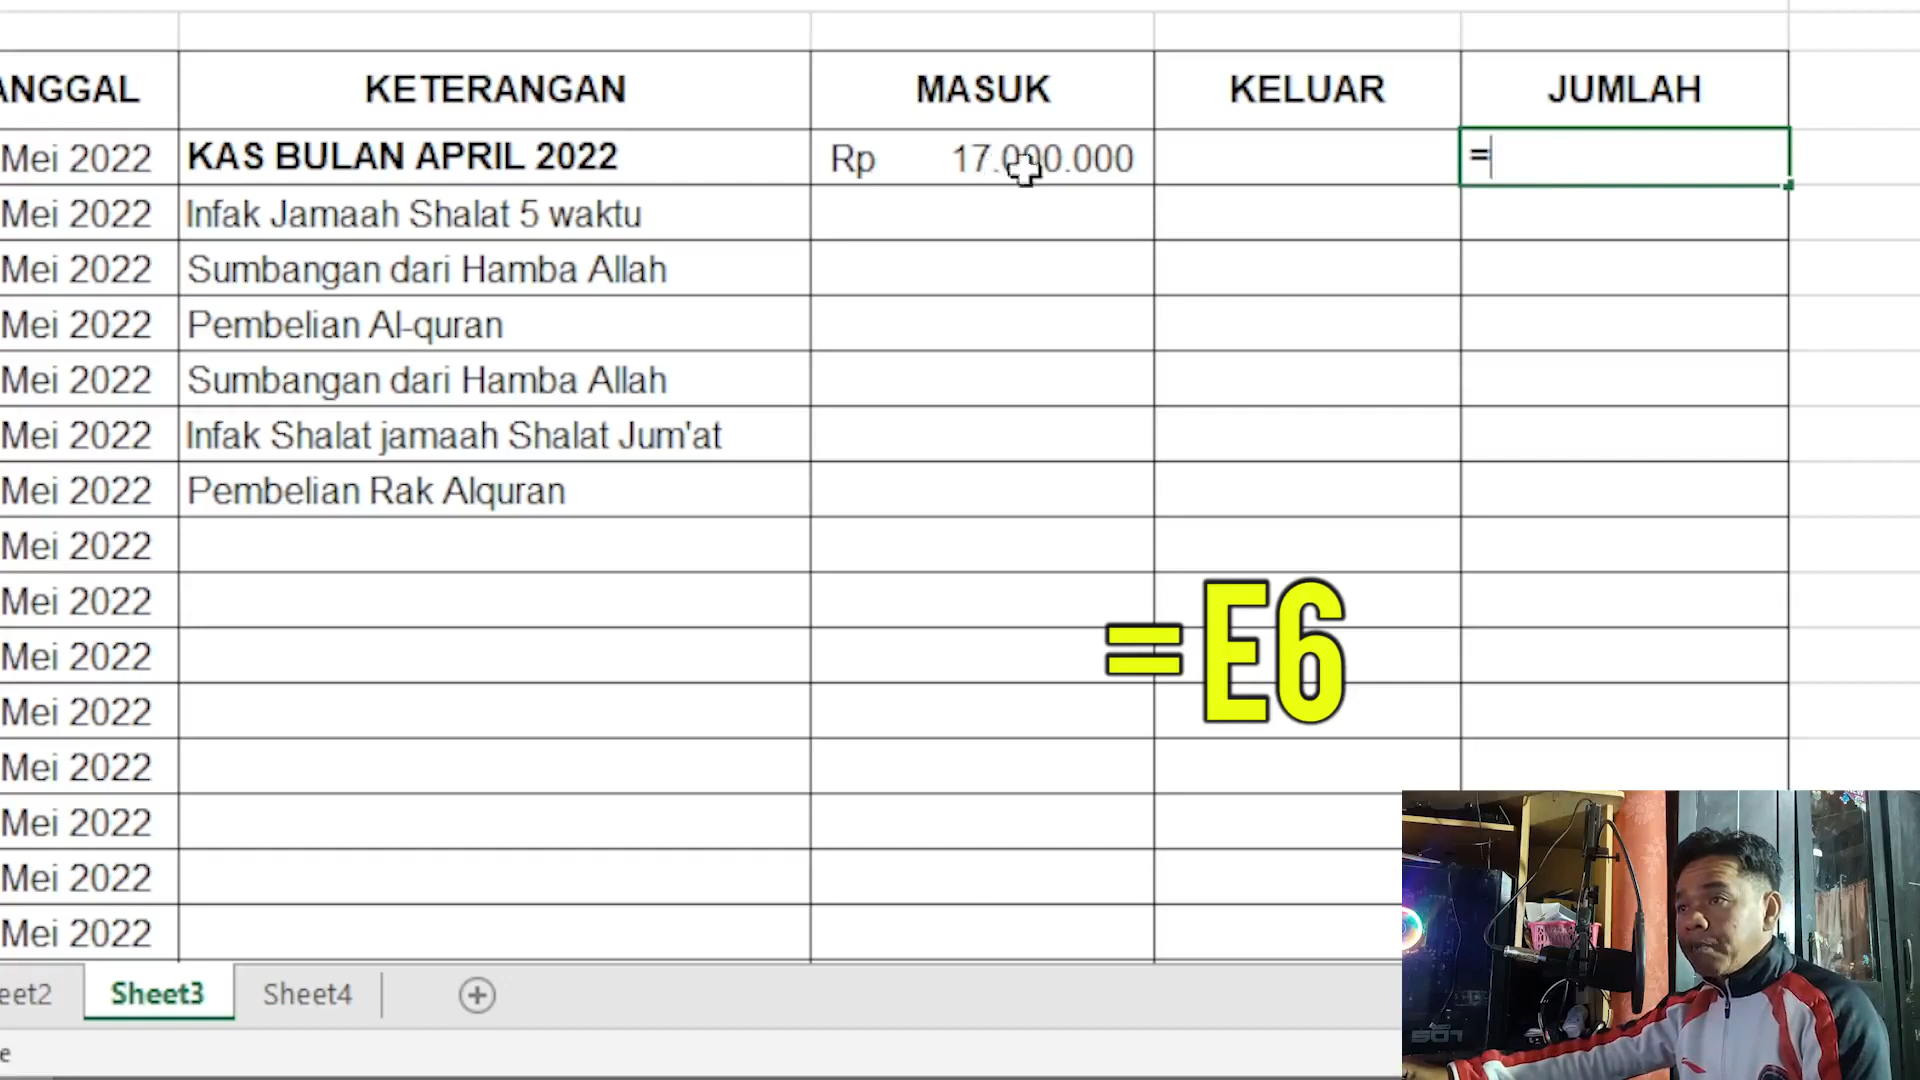 ANGGAL KETERANGAN MASUK KELUAR JUMLAH
Mei 2022 KAS BULAN APRIL 2022 Rp 17.000.000 =
Mei 2022 Infak Jamaah Shalat 5 waktu
Mei 2022 Sumbangan dari Hamba Allah
Mei 2022 Pembelian Al-quran
Mei 2022 Sumbangan dari Hamba Allah
Mei 2022 Infak Shalat jamaah Shalat Jum'at
Mei 2022 Pembelian Rak Alquran
Mei 2022
Mei 2022
=E6
Mei 2022
Mei 2022
Mei 2022
Mei 2022
Mei 2022
Mei 2022
eet2 Sheet3 Sheet4
e